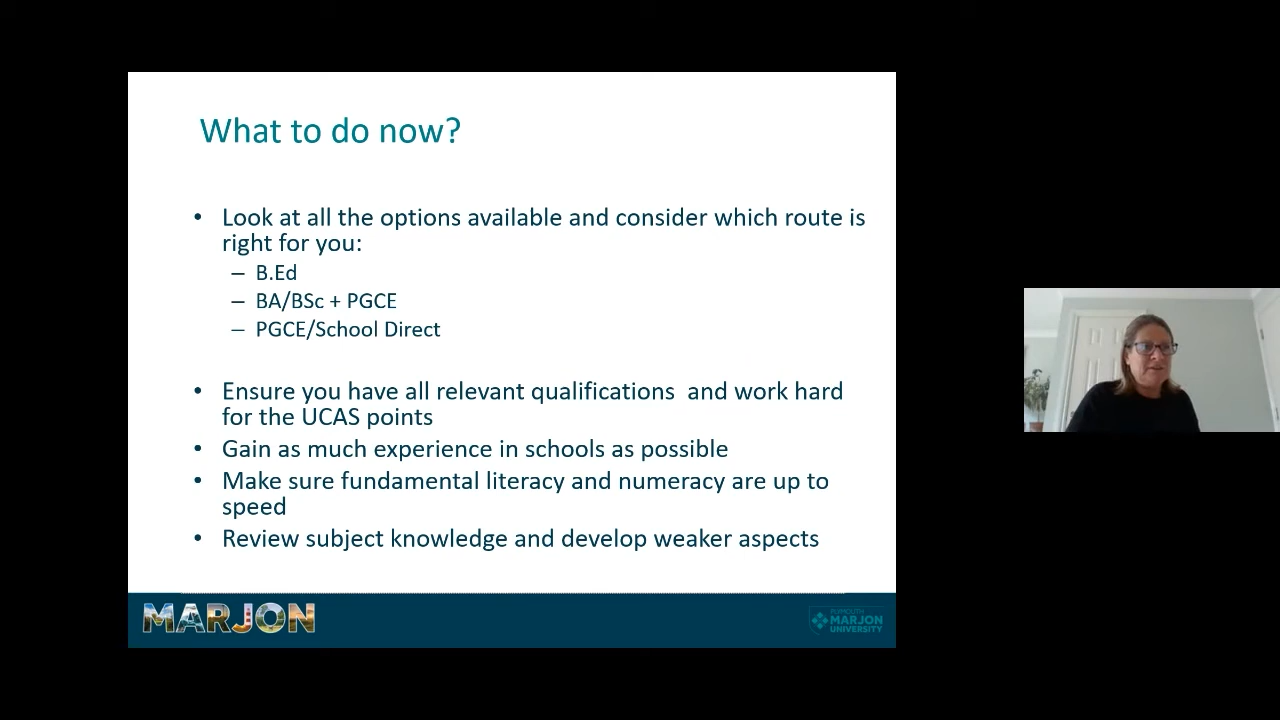 What to do now?
• Look at all the options available and consider which route is
right for you:
– B.Ed
– BA/BSc + PGCE
– PGCE/School Direct
• Ensure you have all relevant qualifications  and work hard
for the UCAS points
• Gain as much experience in schools as possible
• Make sure fundamental literacy and numeracy are up to
speed
• Review subject knowledge and develop weaker aspects
MARJON
PLYMOUTH
MARJON
UNIVERSITY